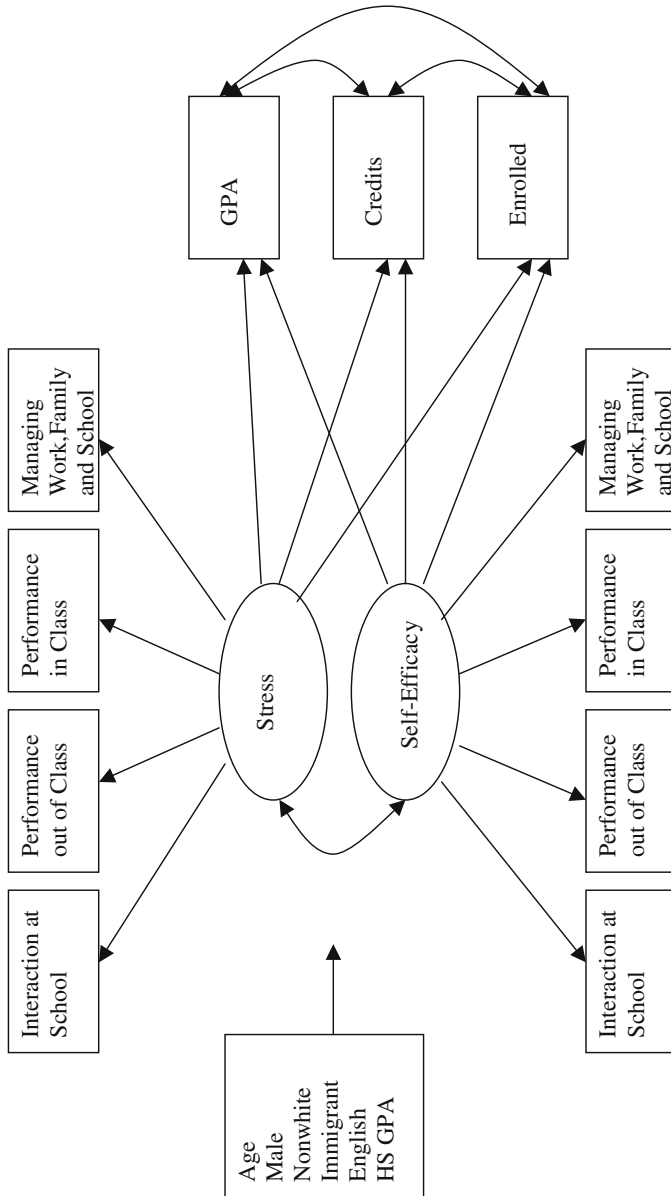 Interaction at
School
Performance
out of Class
Performance
in Class
Managing
Work,Family
and School
Age
Male
Nonwhite
Immigrant
English
HS GPA
Stress
Self-Efficacy
GPA
Credits
Enrolled
Interaction at
School
Performance
out of Class
Performance
in Class
Managing
Work,Family
and School